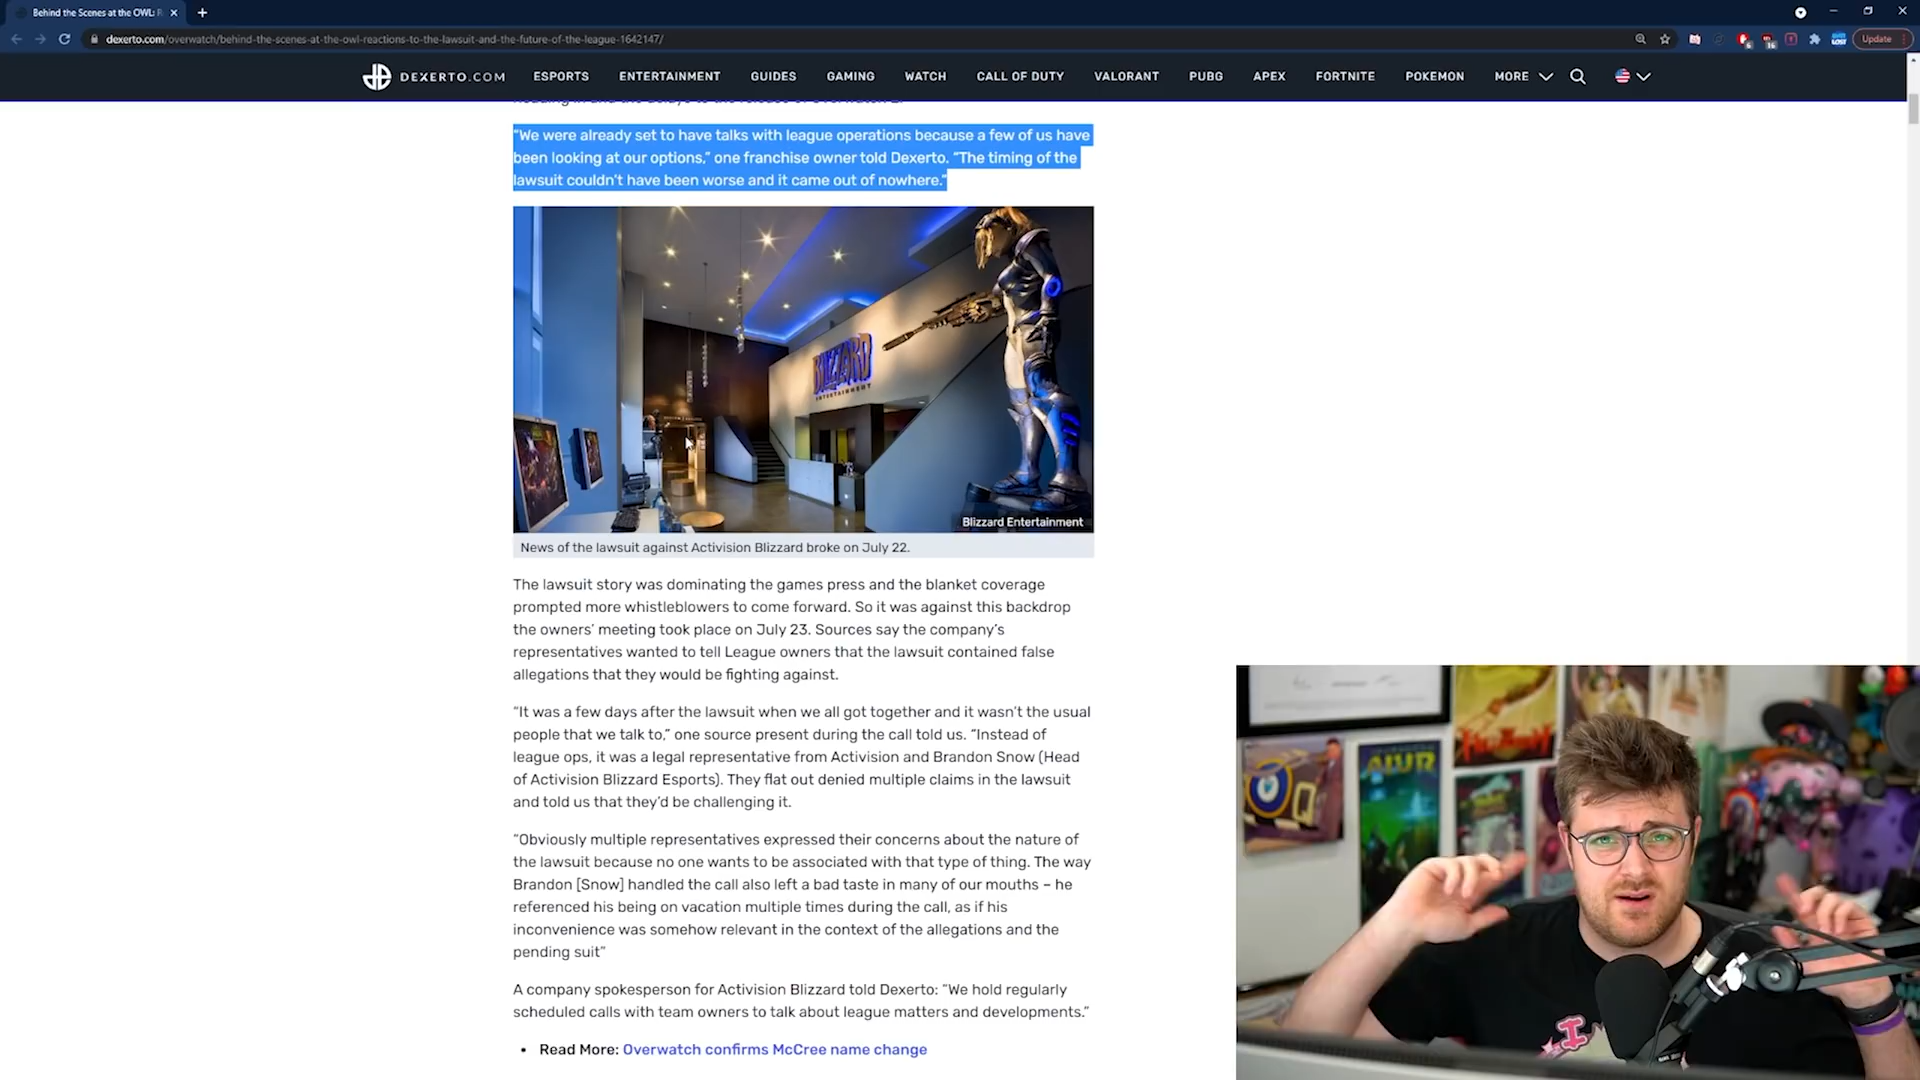 Behind the Scenes at the OWL: R
dexerto.com/overwatch/behind-the-scenes-at-the-owl-reactions-to-the-lawsuit-and-the-future-of-the-league-1642147/
Update
DEXERTO.COM
ESPORTS
ENTERTAINMENT
GUIDES
GAMING
WATCH
CALL OF DUTY
VALORANT
PUBG
APEX
FORTNITE
POKEMON
MORE
“We were already set to have talks with league operations because a few of us have
been looking at our options,” one franchise owner told Dexerto. “The timing of the
lawsuit couldn’t have been worse and it came out of nowhere.”
BLIZZARD
ENTERTAINMENT
Blizzard Entertainment
News of the lawsuit against Activision Blizzard broke on July 22.
The lawsuit story was dominating the games press and the blanket coverage
prompted more whistleblowers to come forward. So it was against this backdrop
the owners’ meeting took place on July 23. Sources say the company’s
representatives wanted to tell League owners that the lawsuit contained false
allegations that they would be fighting against.
“It was a few days after the lawsuit when we all got together and it wasn’t the usual
people that we talk to,” one source present during the call told us. “Instead of
league ops, it was a legal representative from Activision and Brandon Snow (Head
of Activision Blizzard Esports). They flat out denied multiple claims in the lawsuit
and told us that they’d be challenging it.
“Obviously multiple representatives expressed their concerns about the nature of
the lawsuit because no one wants to be associated with that type of thing. The way
Brandon [Snow] handled the call also left a bad taste in many of our mouths – he
referenced his being on vacation multiple times during the call, as if his
inconvenience was somehow relevant in the context of the allegations and the
pending suit”
A company spokesperson for Activision Blizzard told Dexerto: “We hold regularly
scheduled calls with team owners to talk about league matters and developments.”
• Read More: Overwatch confirms McCree name change